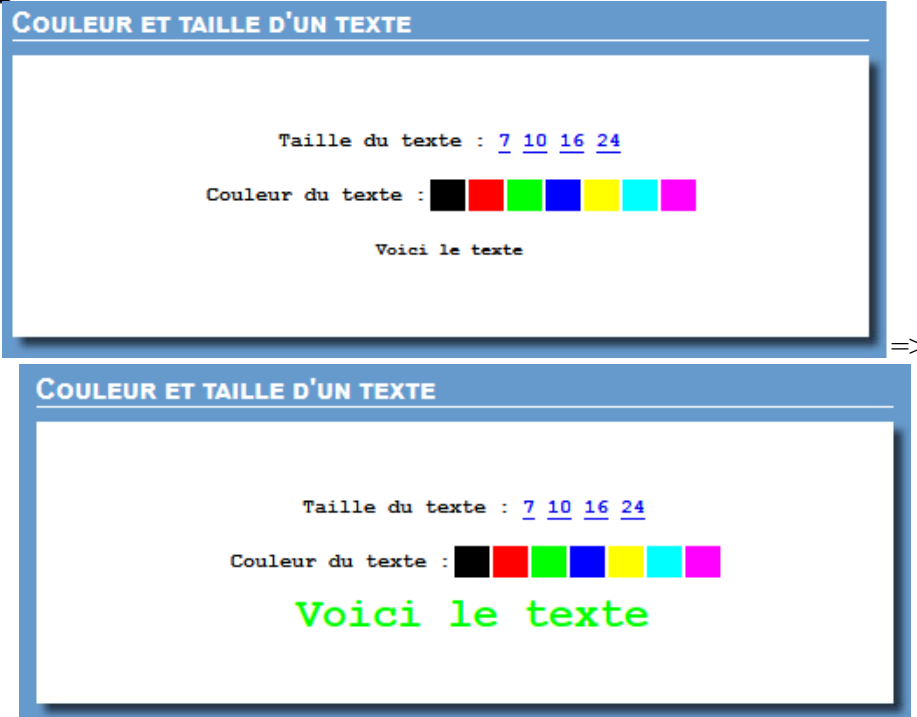 COULEUR ET TAILLE D'UN TEXTE
Taille du texte : 7 10 16 24
Couleur du texte :
Voici le texte
=>
COULEUR ET TAILLE D'UN TEXTE
Taille du texte : 7 10 16 24
Couleur du texte :
Voici le texte